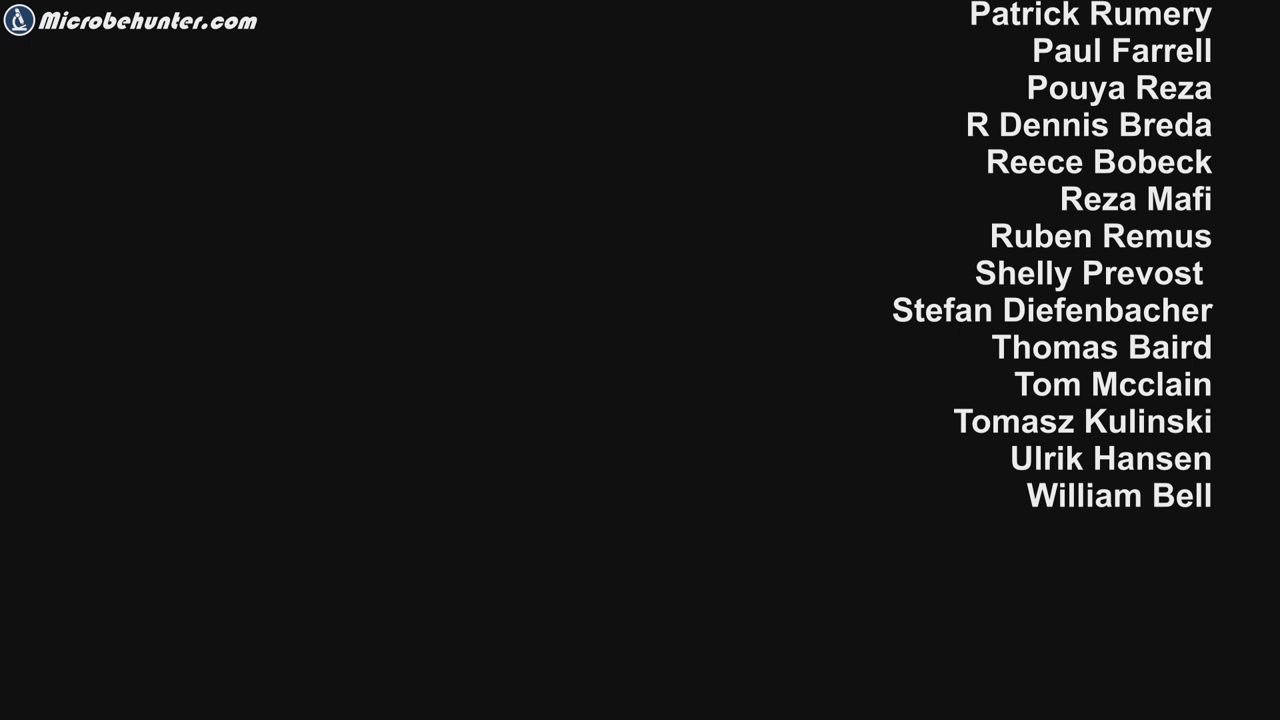 Microbehunter.com
Patrick Rumery
Paul Farrell
Pouya Reza
R Dennis Breda
Reece Bobeck
Reza Mafi
Ruben Remus
Shelly Prevost
Stefan Diefenbacher
Thomas Baird
Tom Mcclain
Tomasz Kulinski
Ulrik Hansen
William Bell